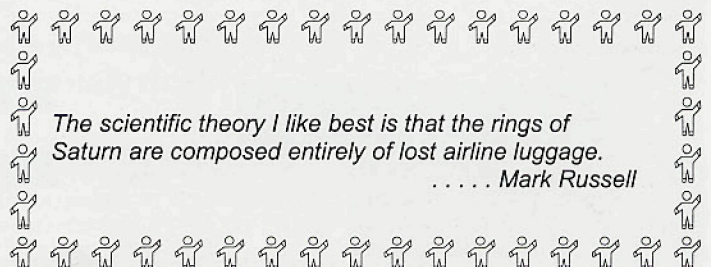 The scientific theory I like best is that the rings of
Saturn are composed entirely of lost airline luggage.
. . . . . Mark Russell